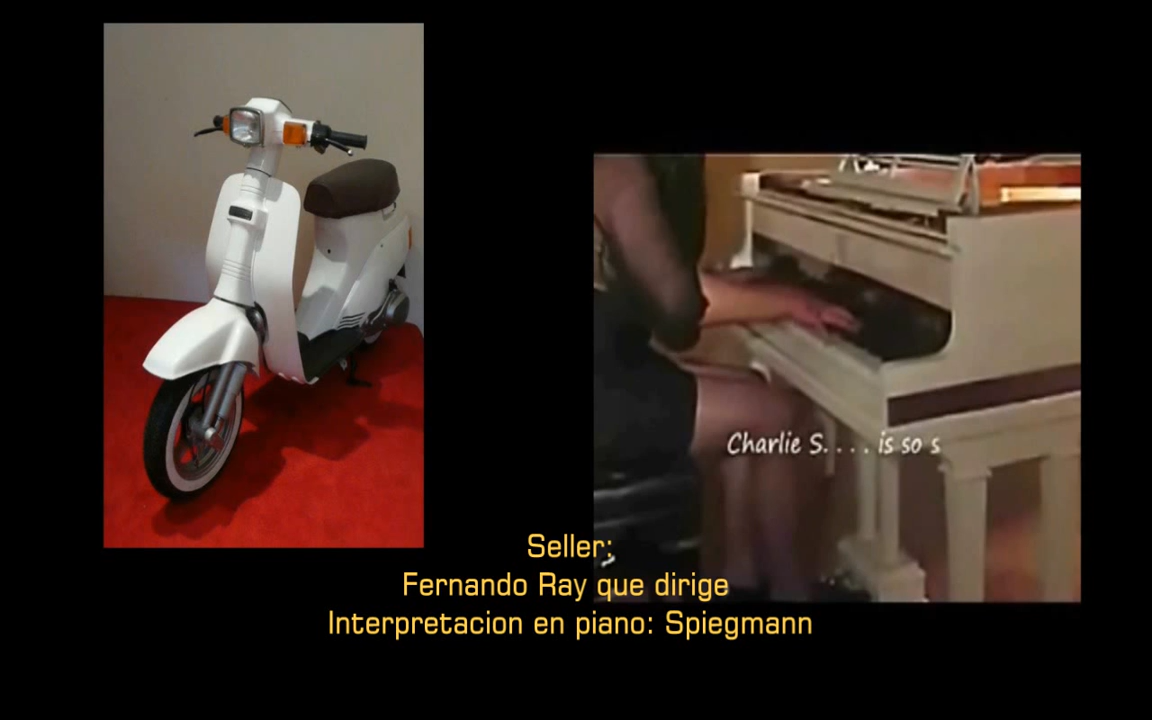 Charlie S. . . . is so s
Seller:
Fernando Ray que dirige
Interpretacion en piano: Spiegmann